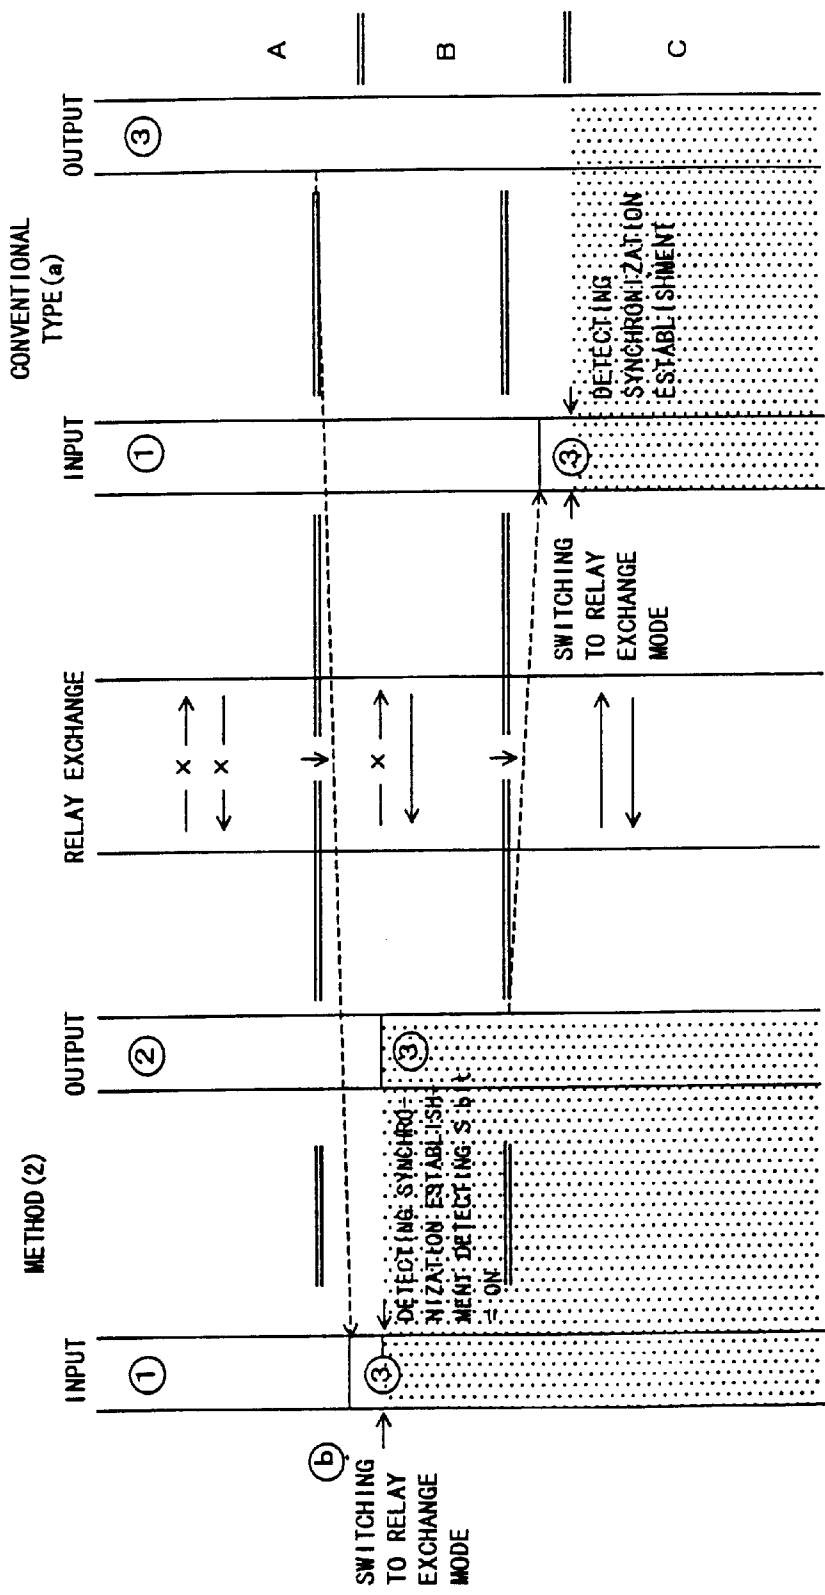 METHOD(2)
CONVENTIONAL
TYPE(a)
INPUT
OUTPUT
RELAY EXCHANGE
INPUT
OUTPUT
①
②
①
③
— × →
← × —
A
ⓑ
SWITCHING
TO RELAY
EXCHANGE
MODE
③
DETECTING SYNCHRO-
NIZATION ESTABLISH-
MENT DETECTING S bit
= ON
③
— × →
←
B
SWITCHING
TO RELAY
EXCHANGE
MODE
③
DETECTING
SYNCHRONIZATION
ESTABLISHMENT
→
←
C